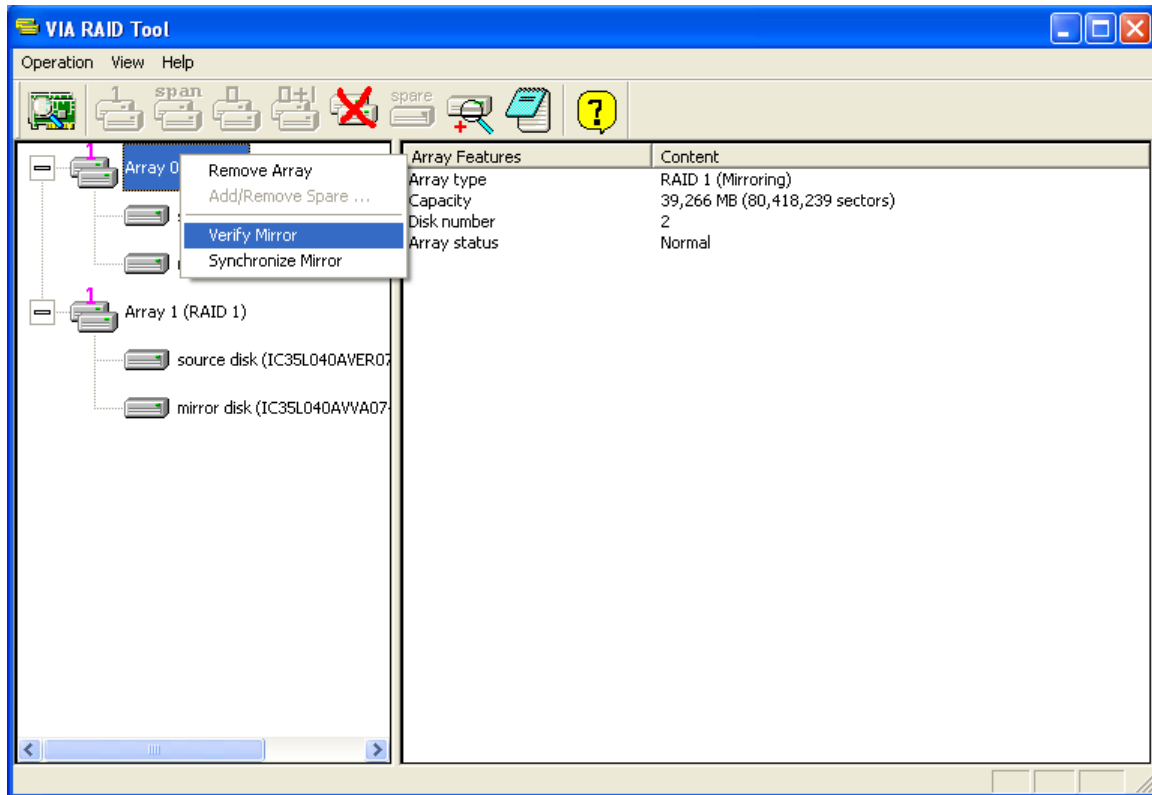 VIA RAID Tool
Operation View Help
1 span 0 0+1 spare ?
1
Array 0
Remove Array
Add/Remove Spare ...
Verify Mirror
Synchronize Mirror
1
Array 1 (RAID 1)
source disk (IC35L040AVER07
mirror disk (IC35L040AVVA07-
Array Features Content
Array type RAID 1 (Mirroring)
Capacity 39,266 MB (80,418,239 sectors)
Disk number 2
Array status Normal